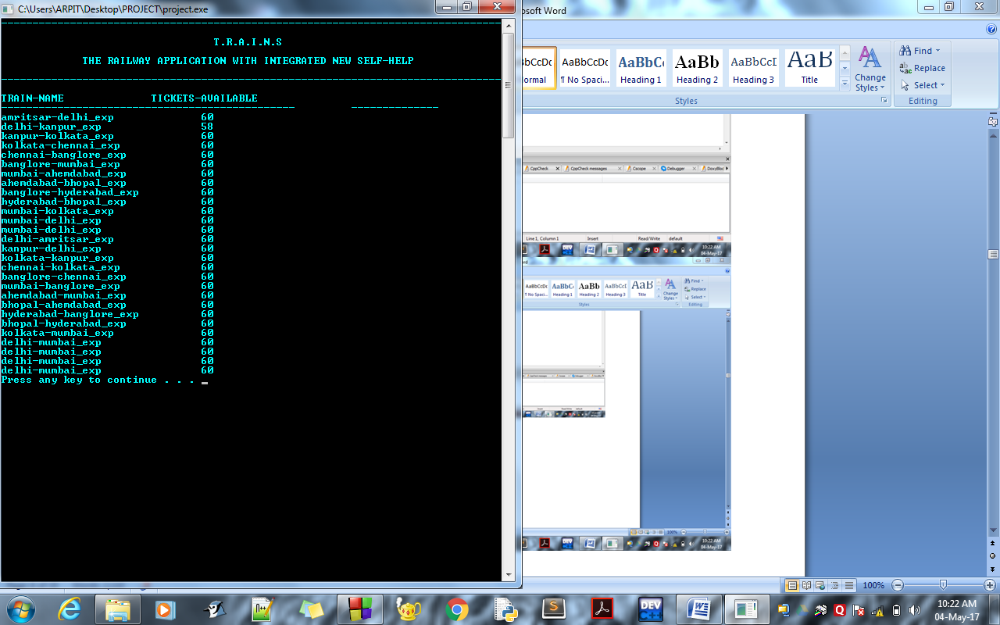 C:\Users\ARPIT\Desktop\PROJECT\project.exe
osoft Word
T.R.A.I.N.S
THE RAILWAY APPLICATION WITH INTEGRATED NEW SELF-HELP
TRAIN-NAME TICKETS-AVAILABLE
amritsar-delhi_exp 60
delhi-kanpur_exp 58
kanpur-kolkata_exp 60
kolkata-chennai_exp 60
chennai-banglore_exp 60
banglore-mumbai_exp 60
mumbai-ahemdabad_exp 60
ahemdabad-bhopal_exp 60
banglore-hyderabad_exp 60
hyderabad-bhopal_exp 60
mumbai-kolkata_exp 60
mumbai-delhi_exp 60
mumbai-delhi_exp 60
delhi-amritsar_exp 60
kanpur-delhi_exp 60
kolkata-kanpur_exp 60
chennai-kolkata_exp 60
banglore-chennai_exp 60
mumbai-banglore_exp 60
ahemdabad-mumbai_exp 60
bhopal-ahemdabad_exp 60
hyderabad-banglore_exp 60
bhopal-hyderabad_exp 60
kolkata-mumbai_exp 60
delhi-mumbai_exp 60
delhi-mumbai_exp 60
delhi-mumbai_exp 60
delhi-mumbai_exp 60
Press any key to continue . . .
bCcDc AaBbCcDc AaBbCc AaBb AaBbCcI AaB
ormal ¶ No Spaci... Heading 1 Heading 2 Heading 3 Title
Change Styles
Styles
Find
Replace
Select
Editing
CppCheck CppCheck messages Cscope Debugger DoxyBloc
Line 1, Column 1 Insert Read/Write default
10:22 AM
04-May-17
AaBbCcDc AaBbCc AaBb AaBbCcI AaB
¶ No Spaci... Heading 1 Heading 2 Heading 3 Title
Change Styles
Styles
Find
Replace
Select
Editing
100%
10:22 AM
04-May-17
100%
DEV C++
10:22 AM
04-May-17